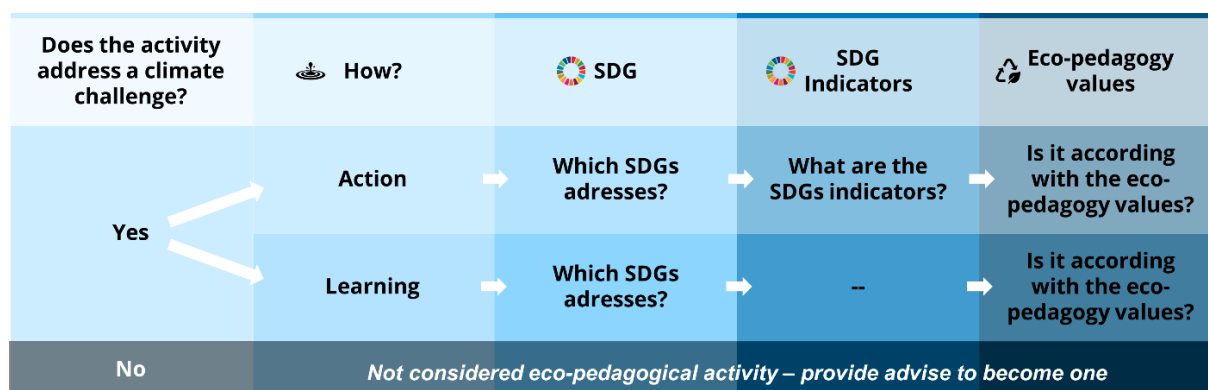 Does the activity
address a climate
challenge?
How?
SDG
SDG
Indicators
Eco-pedagogy
values
Yes
Action
Which SDGs
adresses?
What are the
SDGs indicators?
Is it according
with the eco-
pedagogy values?
Learning
Which SDGs
adresses?
--
Is it according
with the eco-
pedagogy values?
No
Not considered eco-pedagogical activity – provide advise to become one